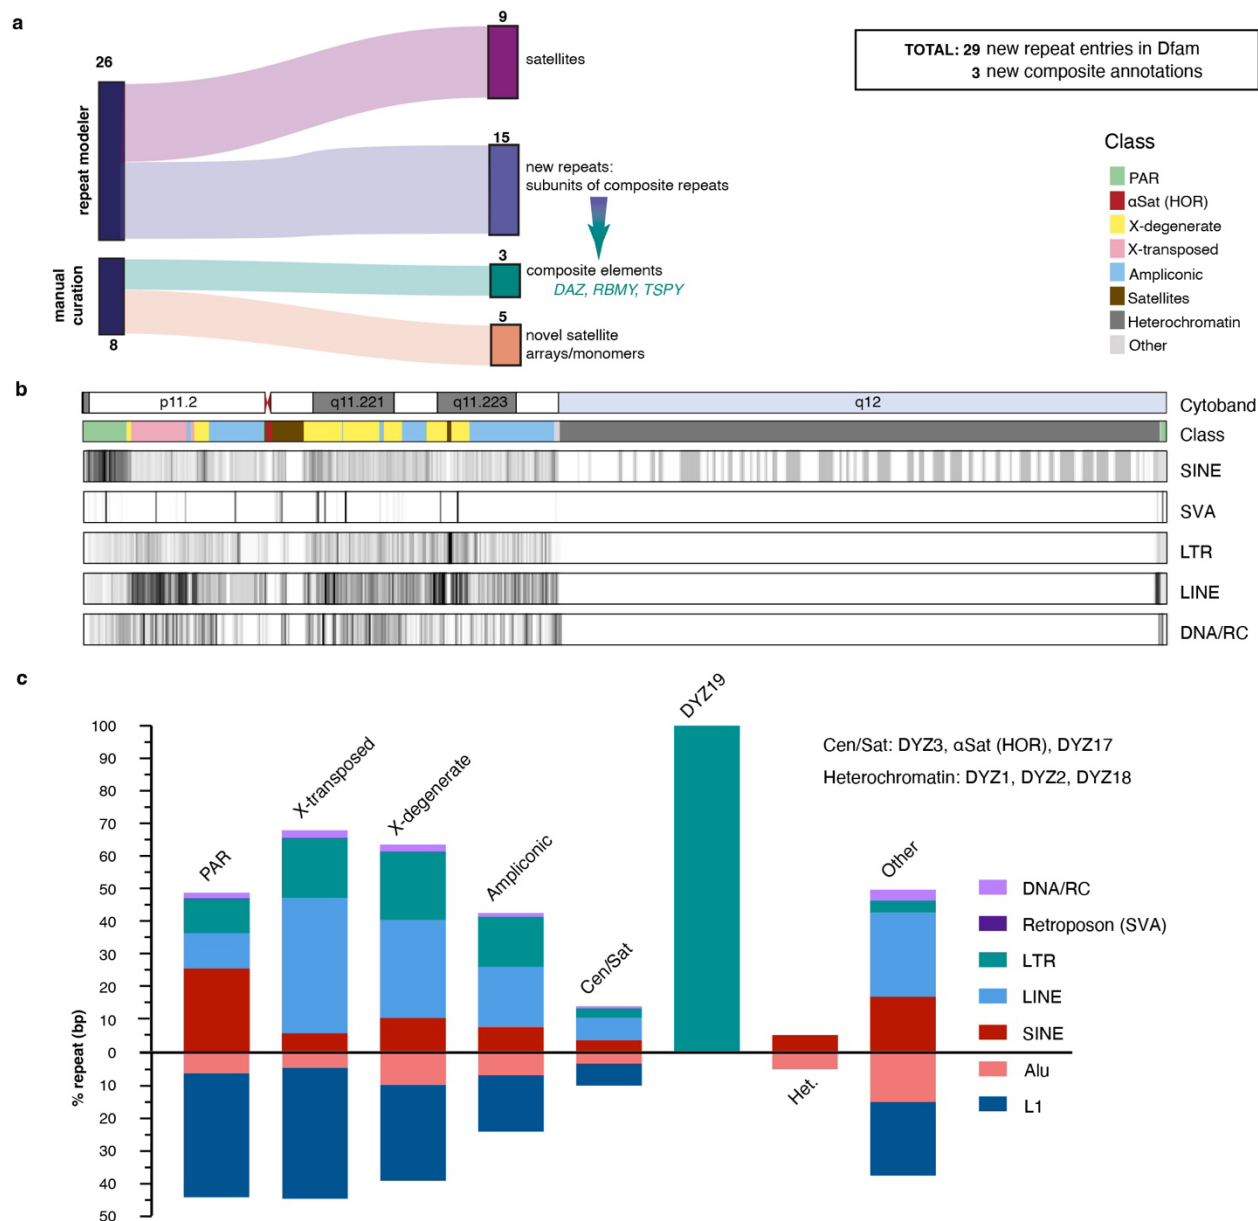 a
26
repeat modeler
manual
curation
8
9
satellites
15
new repeats:
subunits of composite repeats
3
composite elements
DAZ, RBMY, TSPY
5
novel satellite
arrays/monomers
TOTAL: 29 new repeat entries in Dfam
3 new composite annotations
Class
PAR
αSat (HOR)
X-degenerate
X-transposed
Ampliconic
Satellites
Heterochromatin
Other
b
p11.2
q11.221
q11.223
q12
Cytoband
Class
SINE
SVA
LTR
LINE
DNA/RC
c
% repeat (bp)
100
90
80
70
60
50
40
30
20
10
0
10
20
30
40
50
PAR
X-transposed
X-degenerate
Ampliconic
Cen/Sat
DYZ19
Het.
Other
Cen/Sat: DYZ3, αSat (HOR), DYZ17
Heterochromatin: DYZ1, DYZ2, DYZ18
DNA/RC
Retroposon (SVA)
LTR
LINE
SINE
Alu
L1